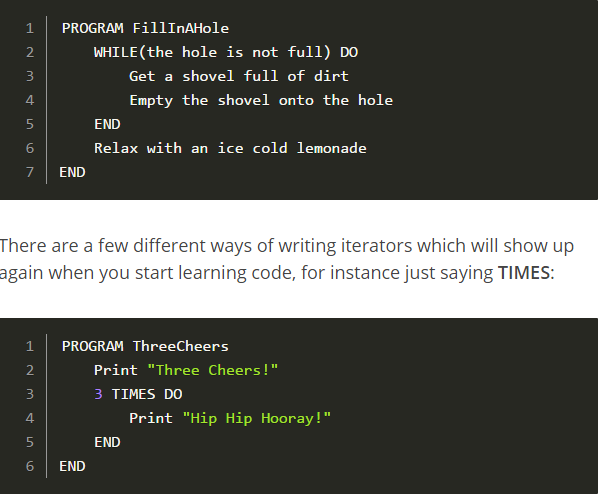 1 PROGRAM FillInAHole
2 WHILE(the hole is not full) DO
3 Get a shovel full of dirt
4 Empty the shovel onto the hole
5 END
6 Relax with an ice cold lemonade
7 END
There are a few different ways of writing iterators which will show up
again when you start learning code, for instance just saying TIMES:
1 PROGRAM ThreeCheers
2 Print "Three Cheers!"
3 3 TIMES DO
4 Print "Hip Hip Hooray!"
5 END
6 END